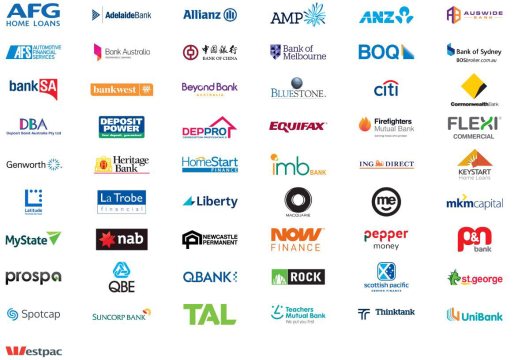 AFG
HOME LOANS
AdelaideBank
Allianz
AMP
ANZ
AUSWIDE
BANK
AFS
AUTOMOTIVE
FINANCIAL
SERVICES
Bank Australia
中国银行
BANK OF CHINA
Bank of
Melbourne
BOQ
Bank of Sydney
BOSbroker.com.au
bankSA
bankwest
Beyond Bank
AUSTRALIA
BLUESTONE
citi
CommonwealthBank
DBA
Deposit Bond Australia Pty Ltd
DEPOSIT
POWER
DEPPRO
EQUIFAX
Firefighters
Mutual Bank
FLEXI
COMMERCIAL
Genworth
Heritage
Bank
HomeStart
FINANCE
imb
BANK
ING DIRECT
KEYSTART
Home Loans
Latitude
La Trobe
financial
Liberty
MACQUARIE
me
mkmcapital
MyState
nab
NEWCASTLE
PERMANENT
NOW
FINANCE
pepper
money
p&n
bank
prospa
QBE
QBANK
ROCK
scottish pacific
st.george
Spotcap
SUNCORP BANK
TAL
Teachers
Mutual Bank
Thinktank
UniBank
Westpac